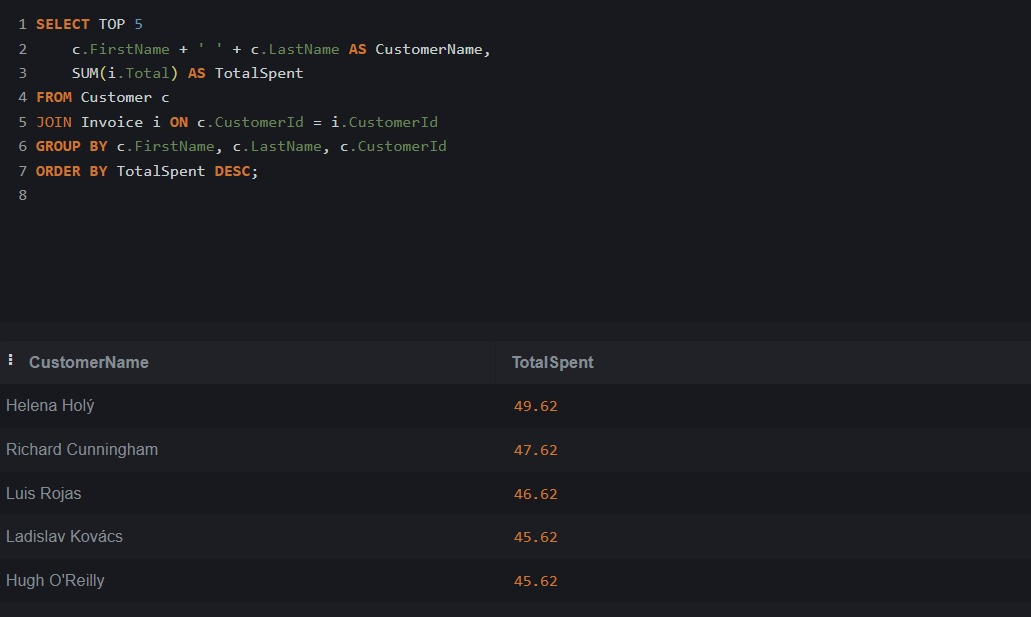 1 SELECT TOP 5
2     c.FirstName + ' ' + c.LastName AS CustomerName,
3     SUM(i.Total) AS TotalSpent
4 FROM Customer c
5 JOIN Invoice i ON c.CustomerId = i.CustomerId
6 GROUP BY c.FirstName, c.LastName, c.CustomerId
7 ORDER BY TotalSpent DESC;
8
CustomerName TotalSpent
Helena Holý 49.62
Richard Cunningham 47.62
Luis Rojas 46.62
Ladislav Kovács 45.62
Hugh O'Reilly 45.62